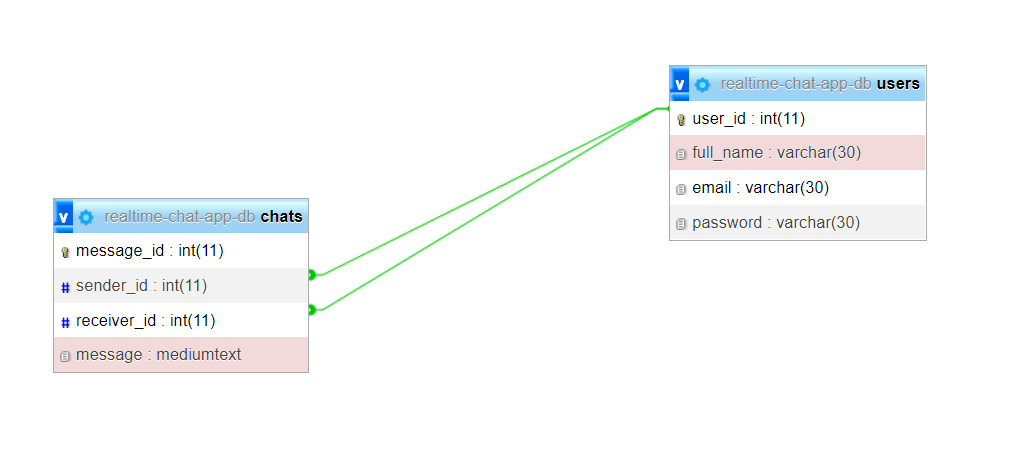 v realtime-chat-app-db users
user_id : int(11)
full_name : varchar(30)
email : varchar(30)
password : varchar(30)
v realtime-chat-app-db chats
message_id : int(11)
# sender_id : int(11)
# receiver_id : int(11)
message : mediumtext